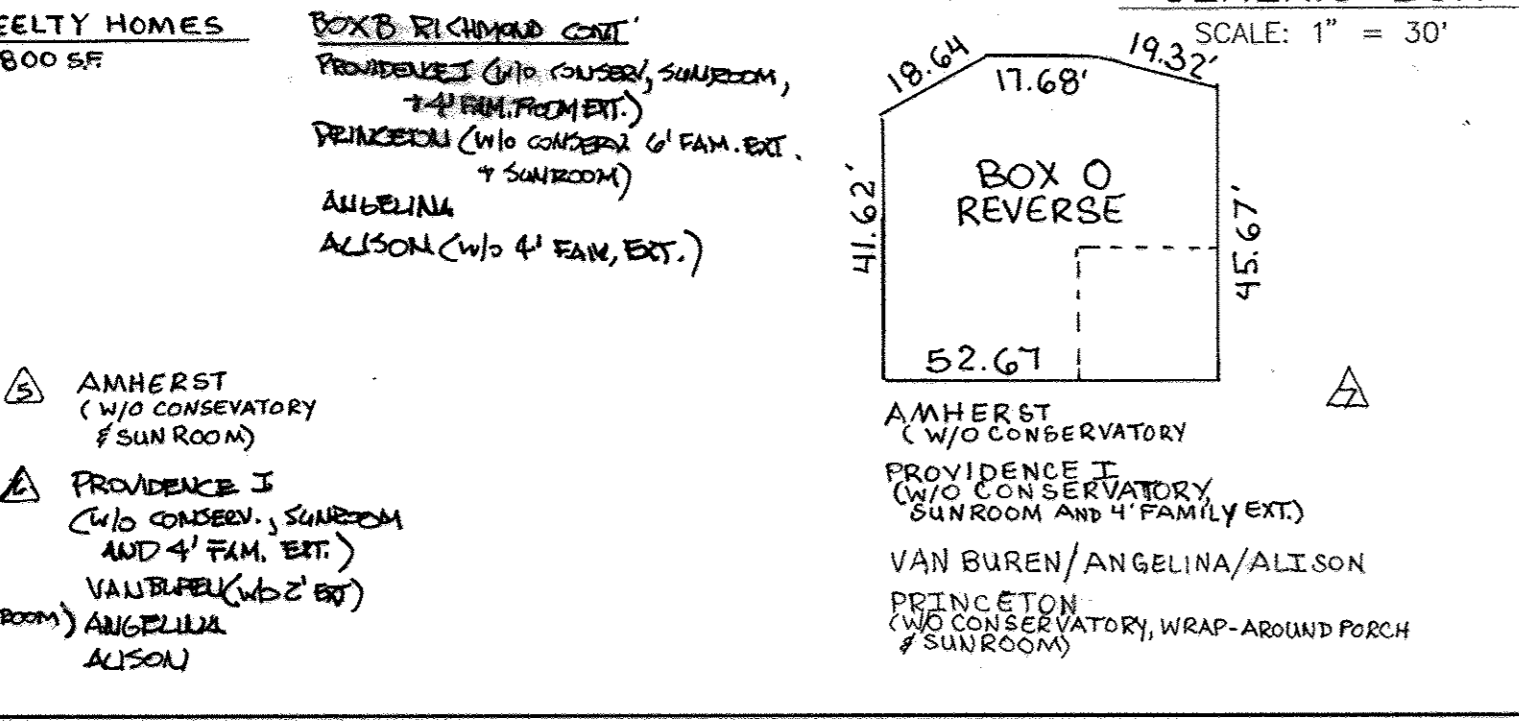 HOMES
800 S.F.
BOX B RICHMOND CONT'
PROVIDENCE I (W/O CONSERV, SUNROOM,
+ 4' FAM. ROOM EXT.)
PRINCETON (W/O CONSERV 6' FAM. EXT.
& SUNROOM)
ANGELINA
ALISON (W/O 4' FAM, EXT.)
5 AMHERST
(W/O CONSEVATORY
& SUN ROOM)
PROVIDENCE I
(W/O CONSERV., SUNROOM
AND 4' FAM. EXT.)
VAN BUREN (W/O 2' EXT)
ROOM) ANGELINA
ALISON
SCALE: 1" = 30'
18.64
17.68'
19.32'
41.62'
BOX O
REVERSE
45.67'
52.67
7
AMHERST
(W/O CONSERVATORY
PROVIDENCE I
(W/O CONSERVATORY,
SUNROOM AND 4' FAMILY EXT.)
VAN BUREN/ANGELINA/ALISON
PRINCETON
(W/O CONSERVATORY, WRAP-AROUND PORCH
& SUNROOM)